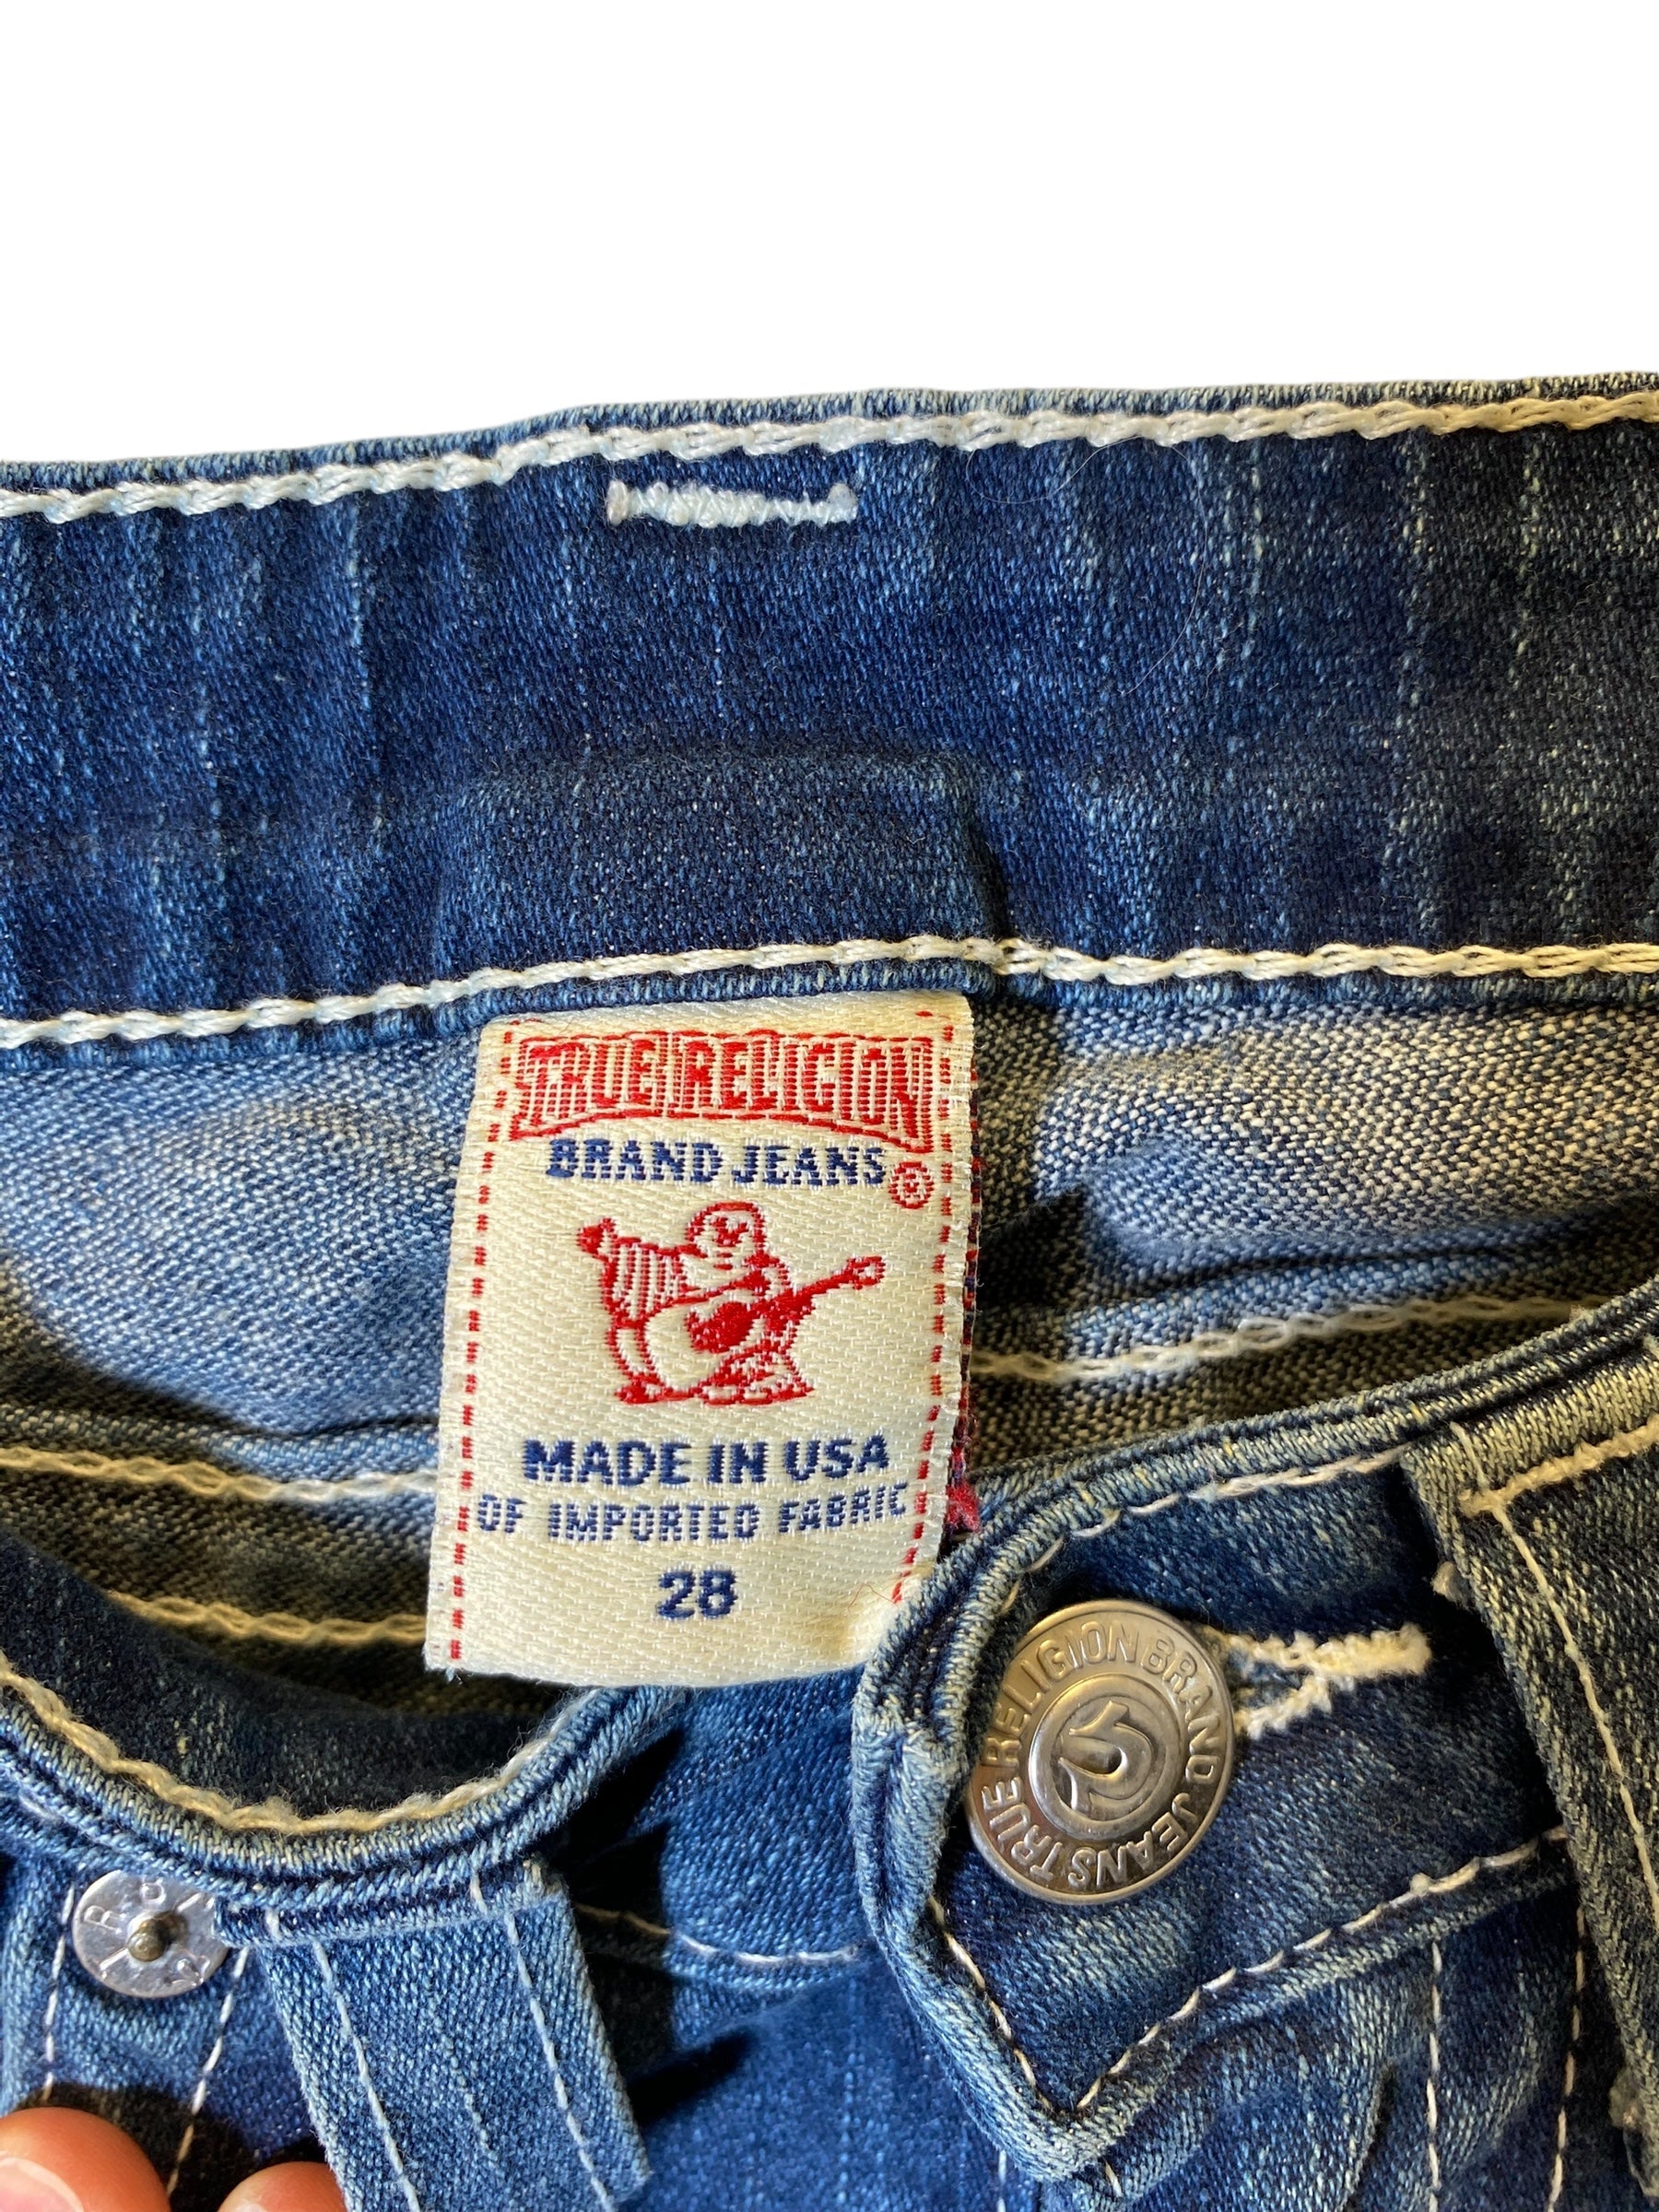 TRUE RELIGION
BRAND JEANS ®
MADE IN USA
OF IMPORTED FABRIC
28
TRUE RELIGION BRAND JEANS